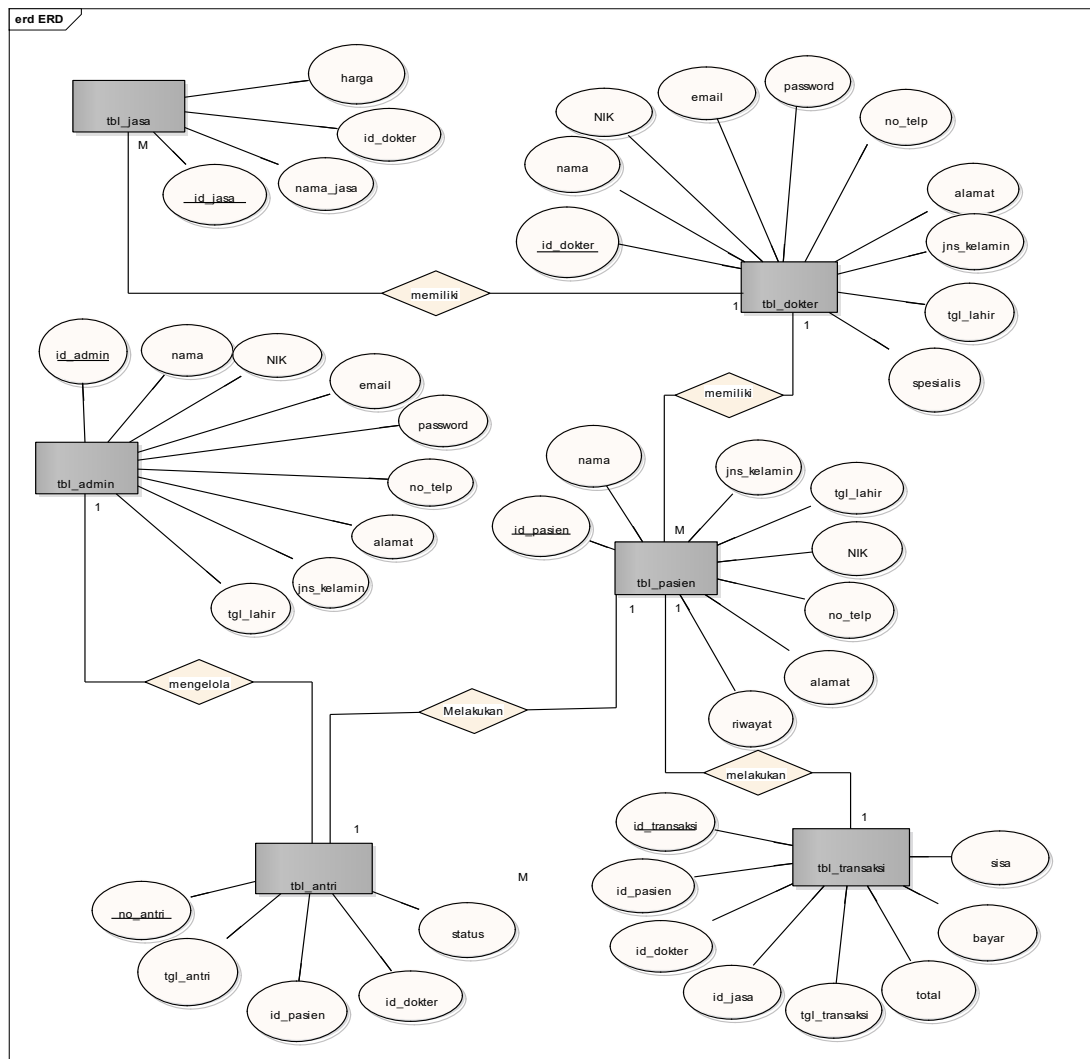 erd ERD
harga
tbl_jasa
M
id_dokter
nama_jasa
id_jasa
password
email
NIK
no_telp
nama
alamat
id_dokter
jns_kelamin
tbl_dokter
1
1
tgl_lahir
spesialis
memiliki
memiliki
id_admin
nama
NIK
email
password
tbl_admin
1
no_telp
alamat
jns_kelamin
tgl_lahir
nama
jns_kelamin
tgl_lahir
id_pasien
M
NIK
tbl_pasien
1
1
no_telp
alamat
riwayat
mengelola
Melakukan
melakukan
1
tbl_antri
M
no_antri
status
tgl_antri
id_pasien
id_dokter
1
id_transaksi
tbl_transaksi
sisa
id_pasien
bayar
id_dokter
id_jasa
total
tgl_transaksi